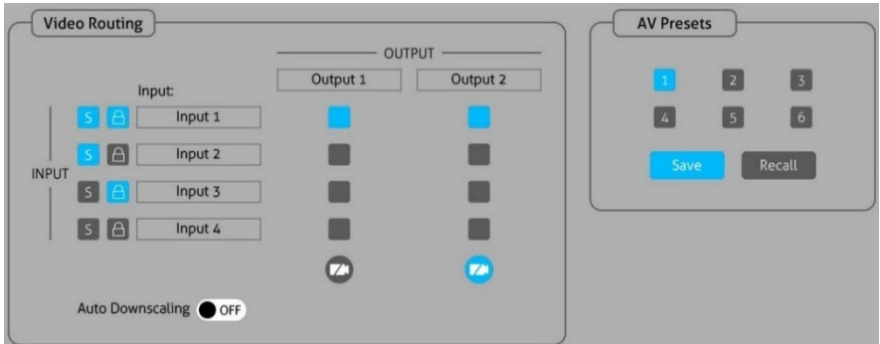 Video Routing
OUTPUT
Output 1 Output 2
Input:
INPUT
S Input 1
S Input 2
S Input 3
S Input 4
Auto Downscaling OFF
AV Presets
1 2 3
4 5 6
Save Recall